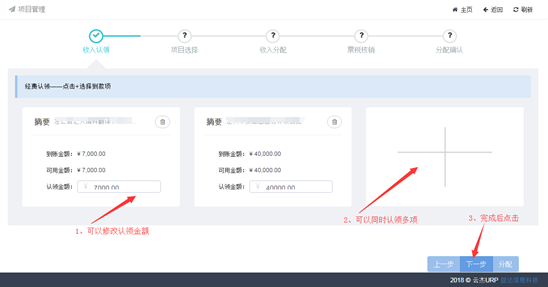 项目管理 主页 返回 刷新
收入认领 项目选择 收入分配 票税核销 分配确认
经费认领——点击+选择到款项
摘要
到账金额：￥7,000.00
可用金额：￥7,000.00
认领金额：￥ 7000.00
摘要
到账金额：￥40,000.00
可用金额：￥40,000.00
认领金额：￥ 40000.00
1、可以修改认领金额
2、可以同时认领多项
3、完成后点击
上一步 下一步 分配
2018 © 云杰URP